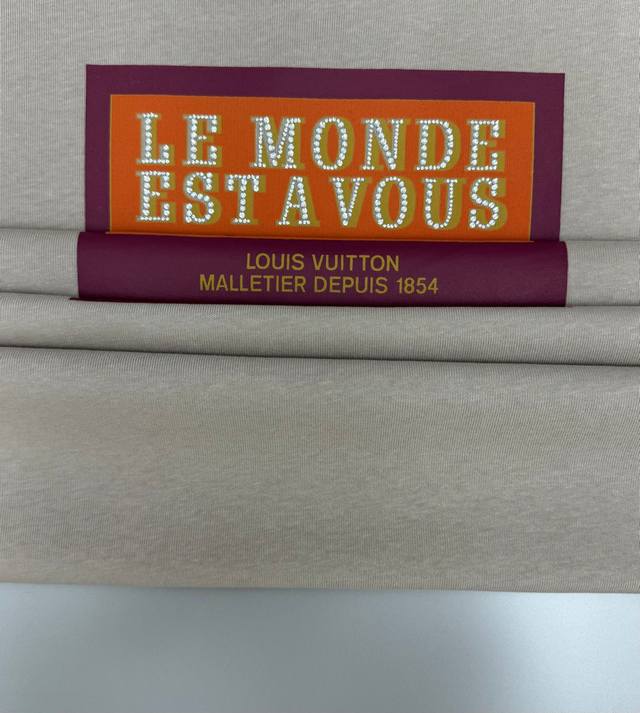 LE MONDE
EST A VOUS
LOUIS VUITTON
MALLETIER DEPUIS 1854